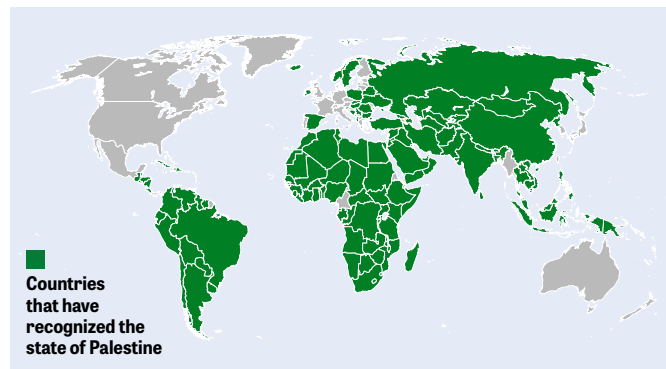 Countries
that have
recognized the
state of Palestine